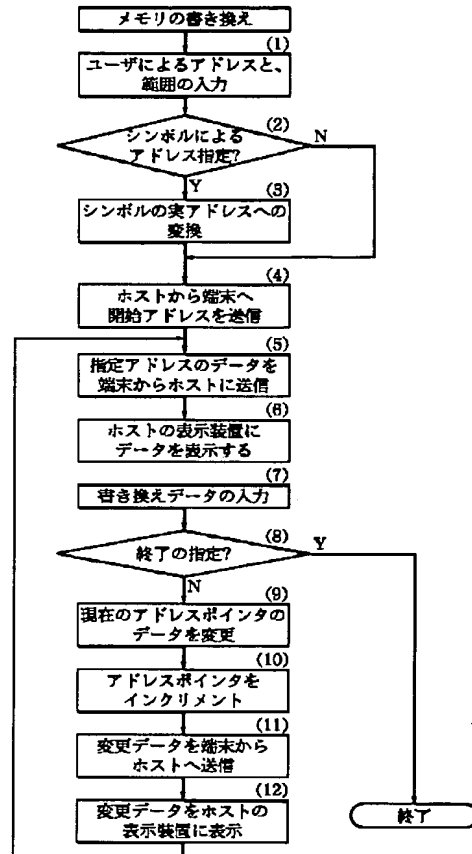 メモリの書き換え
(1)
ユーザによるアドレスと、
範囲の入力
(2)
シンボルによる
アドレス指定?
N
Y
(3)
シンボルの実アドレスへの
変換
(4)
ホストから端末へ
開始アドレスを送信
(5)
指定アドレスのデータを
端末からホストに送信
(6)
ホストの表示装置に
データを表示する
(7)
書き換えデータの入力
(8)
終了の指定?
Y
N
(9)
現在のアドレスポインタの
データを変更
(10)
アドレスポインタを
インクリメント
(11)
変更データを端末から
ホストへ送信
(12)
変更データをホストの
表示装置に表示
終了